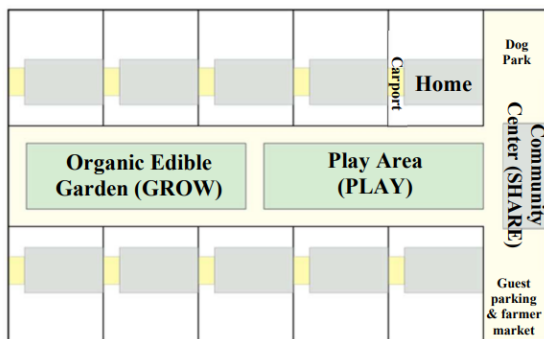 Dog
Park
Carport
Home
Community
Center (SHARE)
Organic Edible
Garden (GROW)
Play Area
(PLAY)
Guest
parking
& farmer
market